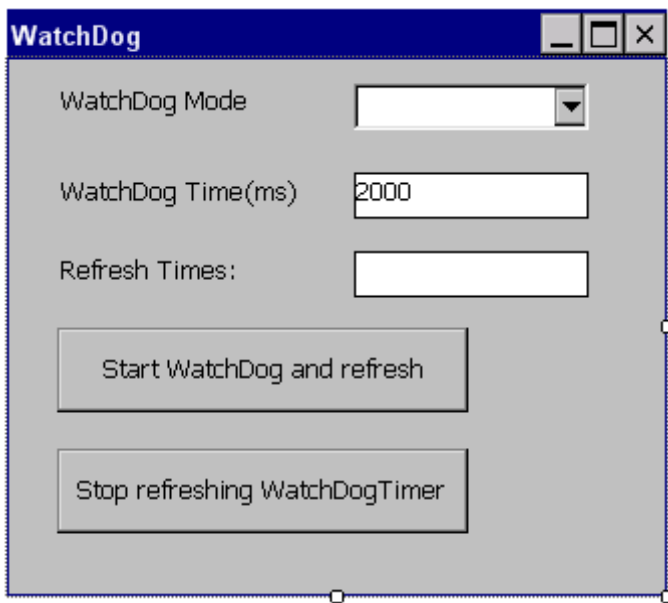 WatchDog
WatchDog Mode
WatchDog Time(ms) 2000
Refresh Times:
Start WatchDog and refresh
Stop refreshing WatchDogTimer